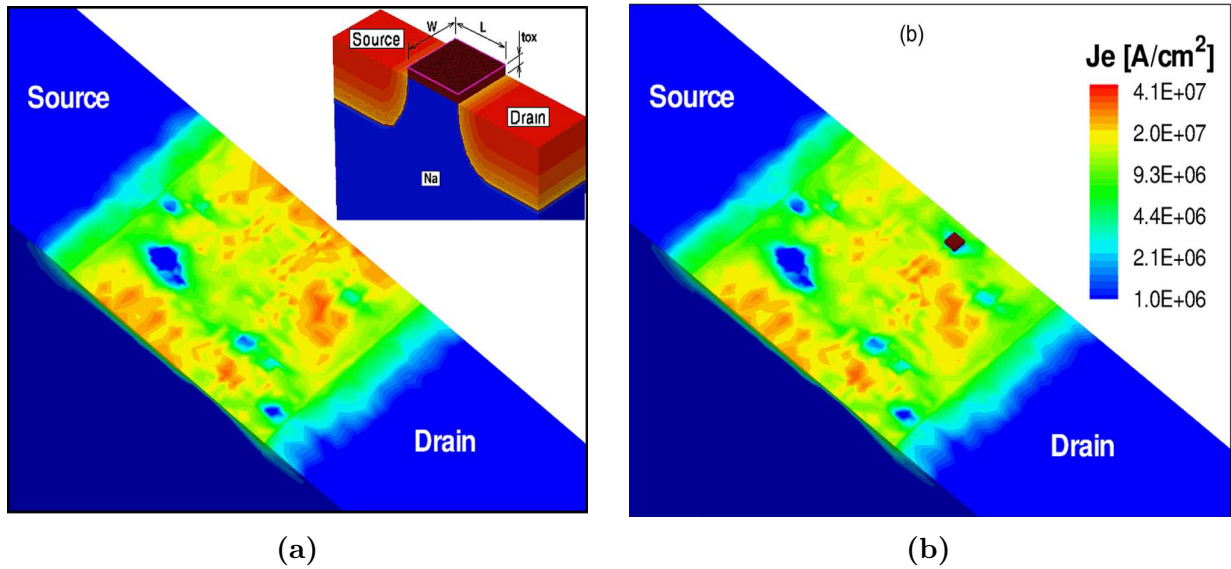 W
L
tox
Source
Drain
Na
Source
Drain
(b)
Je [A/cm²]
4.1E+07
2.0E+07
9.3E+06
4.4E+06
2.1E+06
1.0E+06
Source
Drain
(a)
(b)